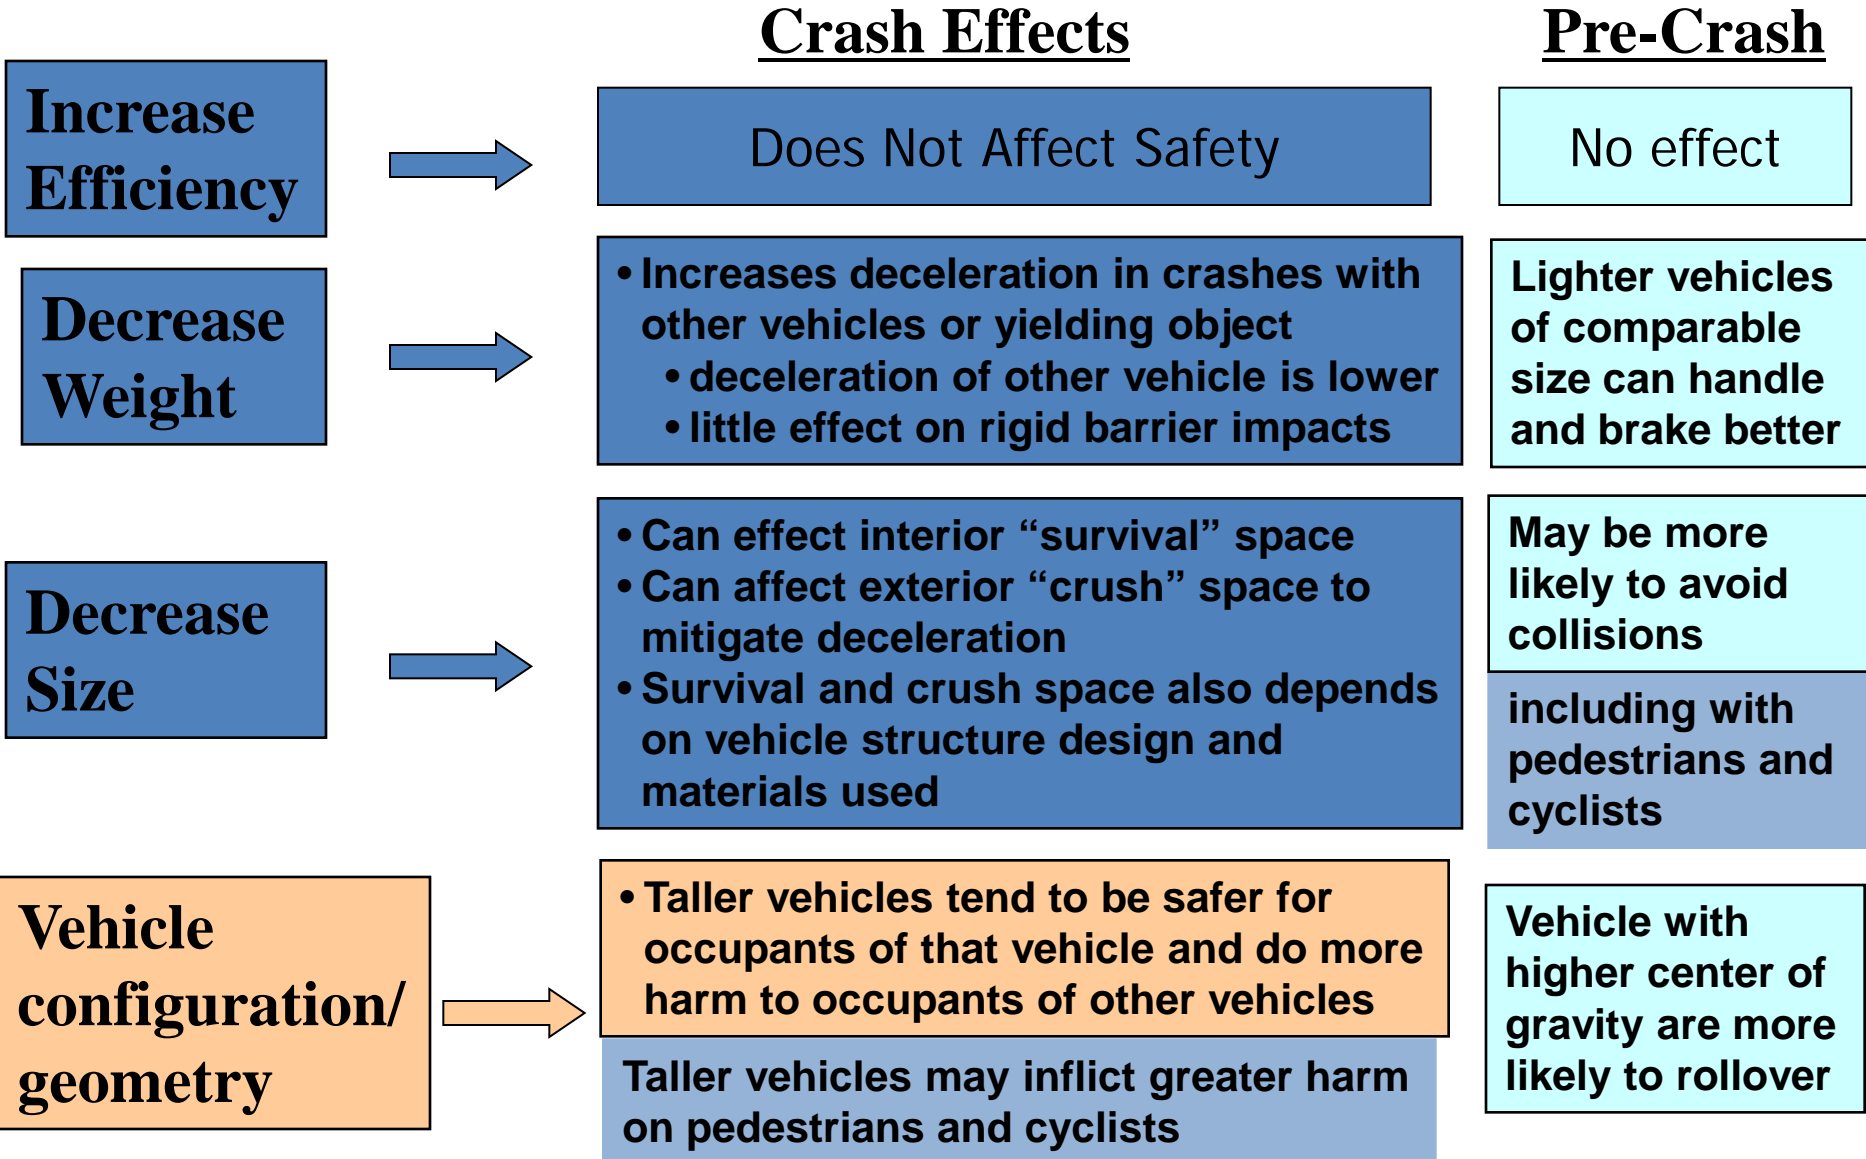 Crash Effects
Pre-Crash
Increase
Efficiency
Does Not Affect Safety
No effect
Decrease
Weight
• Increases deceleration in crashes with
other vehicles or yielding object
• deceleration of other vehicle is lower
• little effect on rigid barrier impacts
Lighter vehicles
of comparable
size can handle
and brake better
Decrease
Size
• Can effect interior “survival” space
• Can affect exterior “crush” space to
mitigate deceleration
• Survival and crush space also depends
on vehicle structure design and
materials used
May be more
likely to avoid
collisions
including with
pedestrians and
cyclists
Vehicle
configuration/
geometry
• Taller vehicles tend to be safer for
occupants of that vehicle and do more
harm to occupants of other vehicles
Taller vehicles may inflict greater harm
on pedestrians and cyclists
Vehicle with
higher center of
gravity are more
likely to rollover